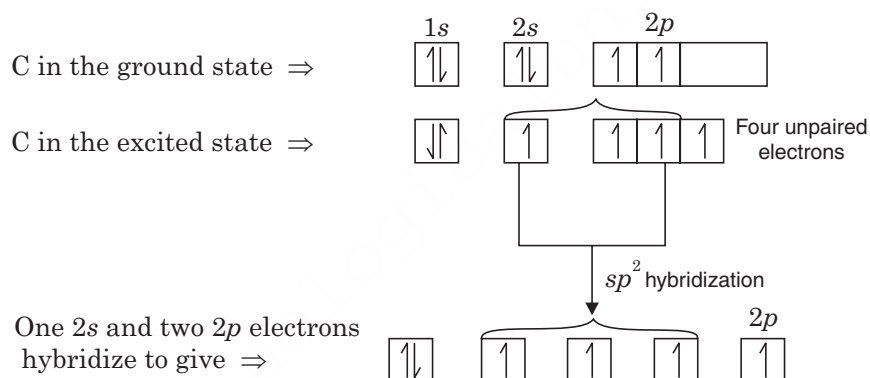 1s 2s 2p
C in the ground state ⇒
C in the excited state ⇒
Four unpaired
electrons
sp² hybridization
One 2s and two 2p electrons
hybridize to give ⇒
2p